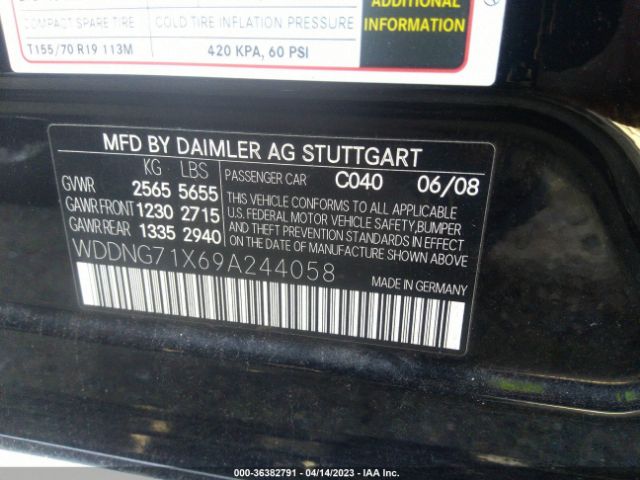 ADDITIONAL
INFORMATION
COMPACT SPARE TIRE
COLD TIRE INFLATION PRESSURE
T155/70 R19 113M
420 KPA, 60 PSI
MFD BY DAIMLER AG STUTTGART
KG LBS
GVWR 2565 5655
GAWR FRONT 1230 2715
GAWR REAR 1335 2940
PASSENGER CAR C040 06/08
THIS VEHICLE CONFORMS TO ALL APPLICABLE
U.S. FEDERAL MOTOR VEHICLE SAFETY,BUMPER
AND THEFT PREVENTION STANDARDS IN EFFECT
ON THE DATE OF MANUFACTURE SHOWN ABOVE
WDDNG71X69A244058
MADE IN GERMANY
000-36382791 - 04/14/2023 - IAA Inc.